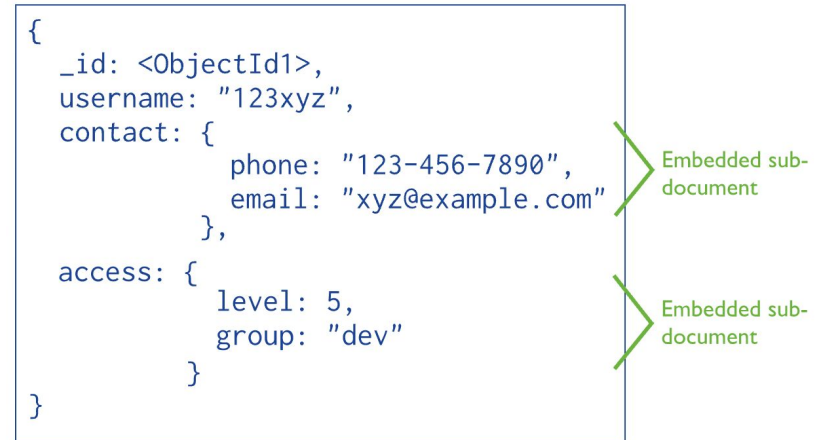 {
_id: <ObjectId1>,
username: "123xyz",
contact: {
phone: "123-456-7890",
email: "xyz@example.com"
},
access: {
level: 5,
group: "dev"
}
}
Embedded sub-
document
Embedded sub-
document